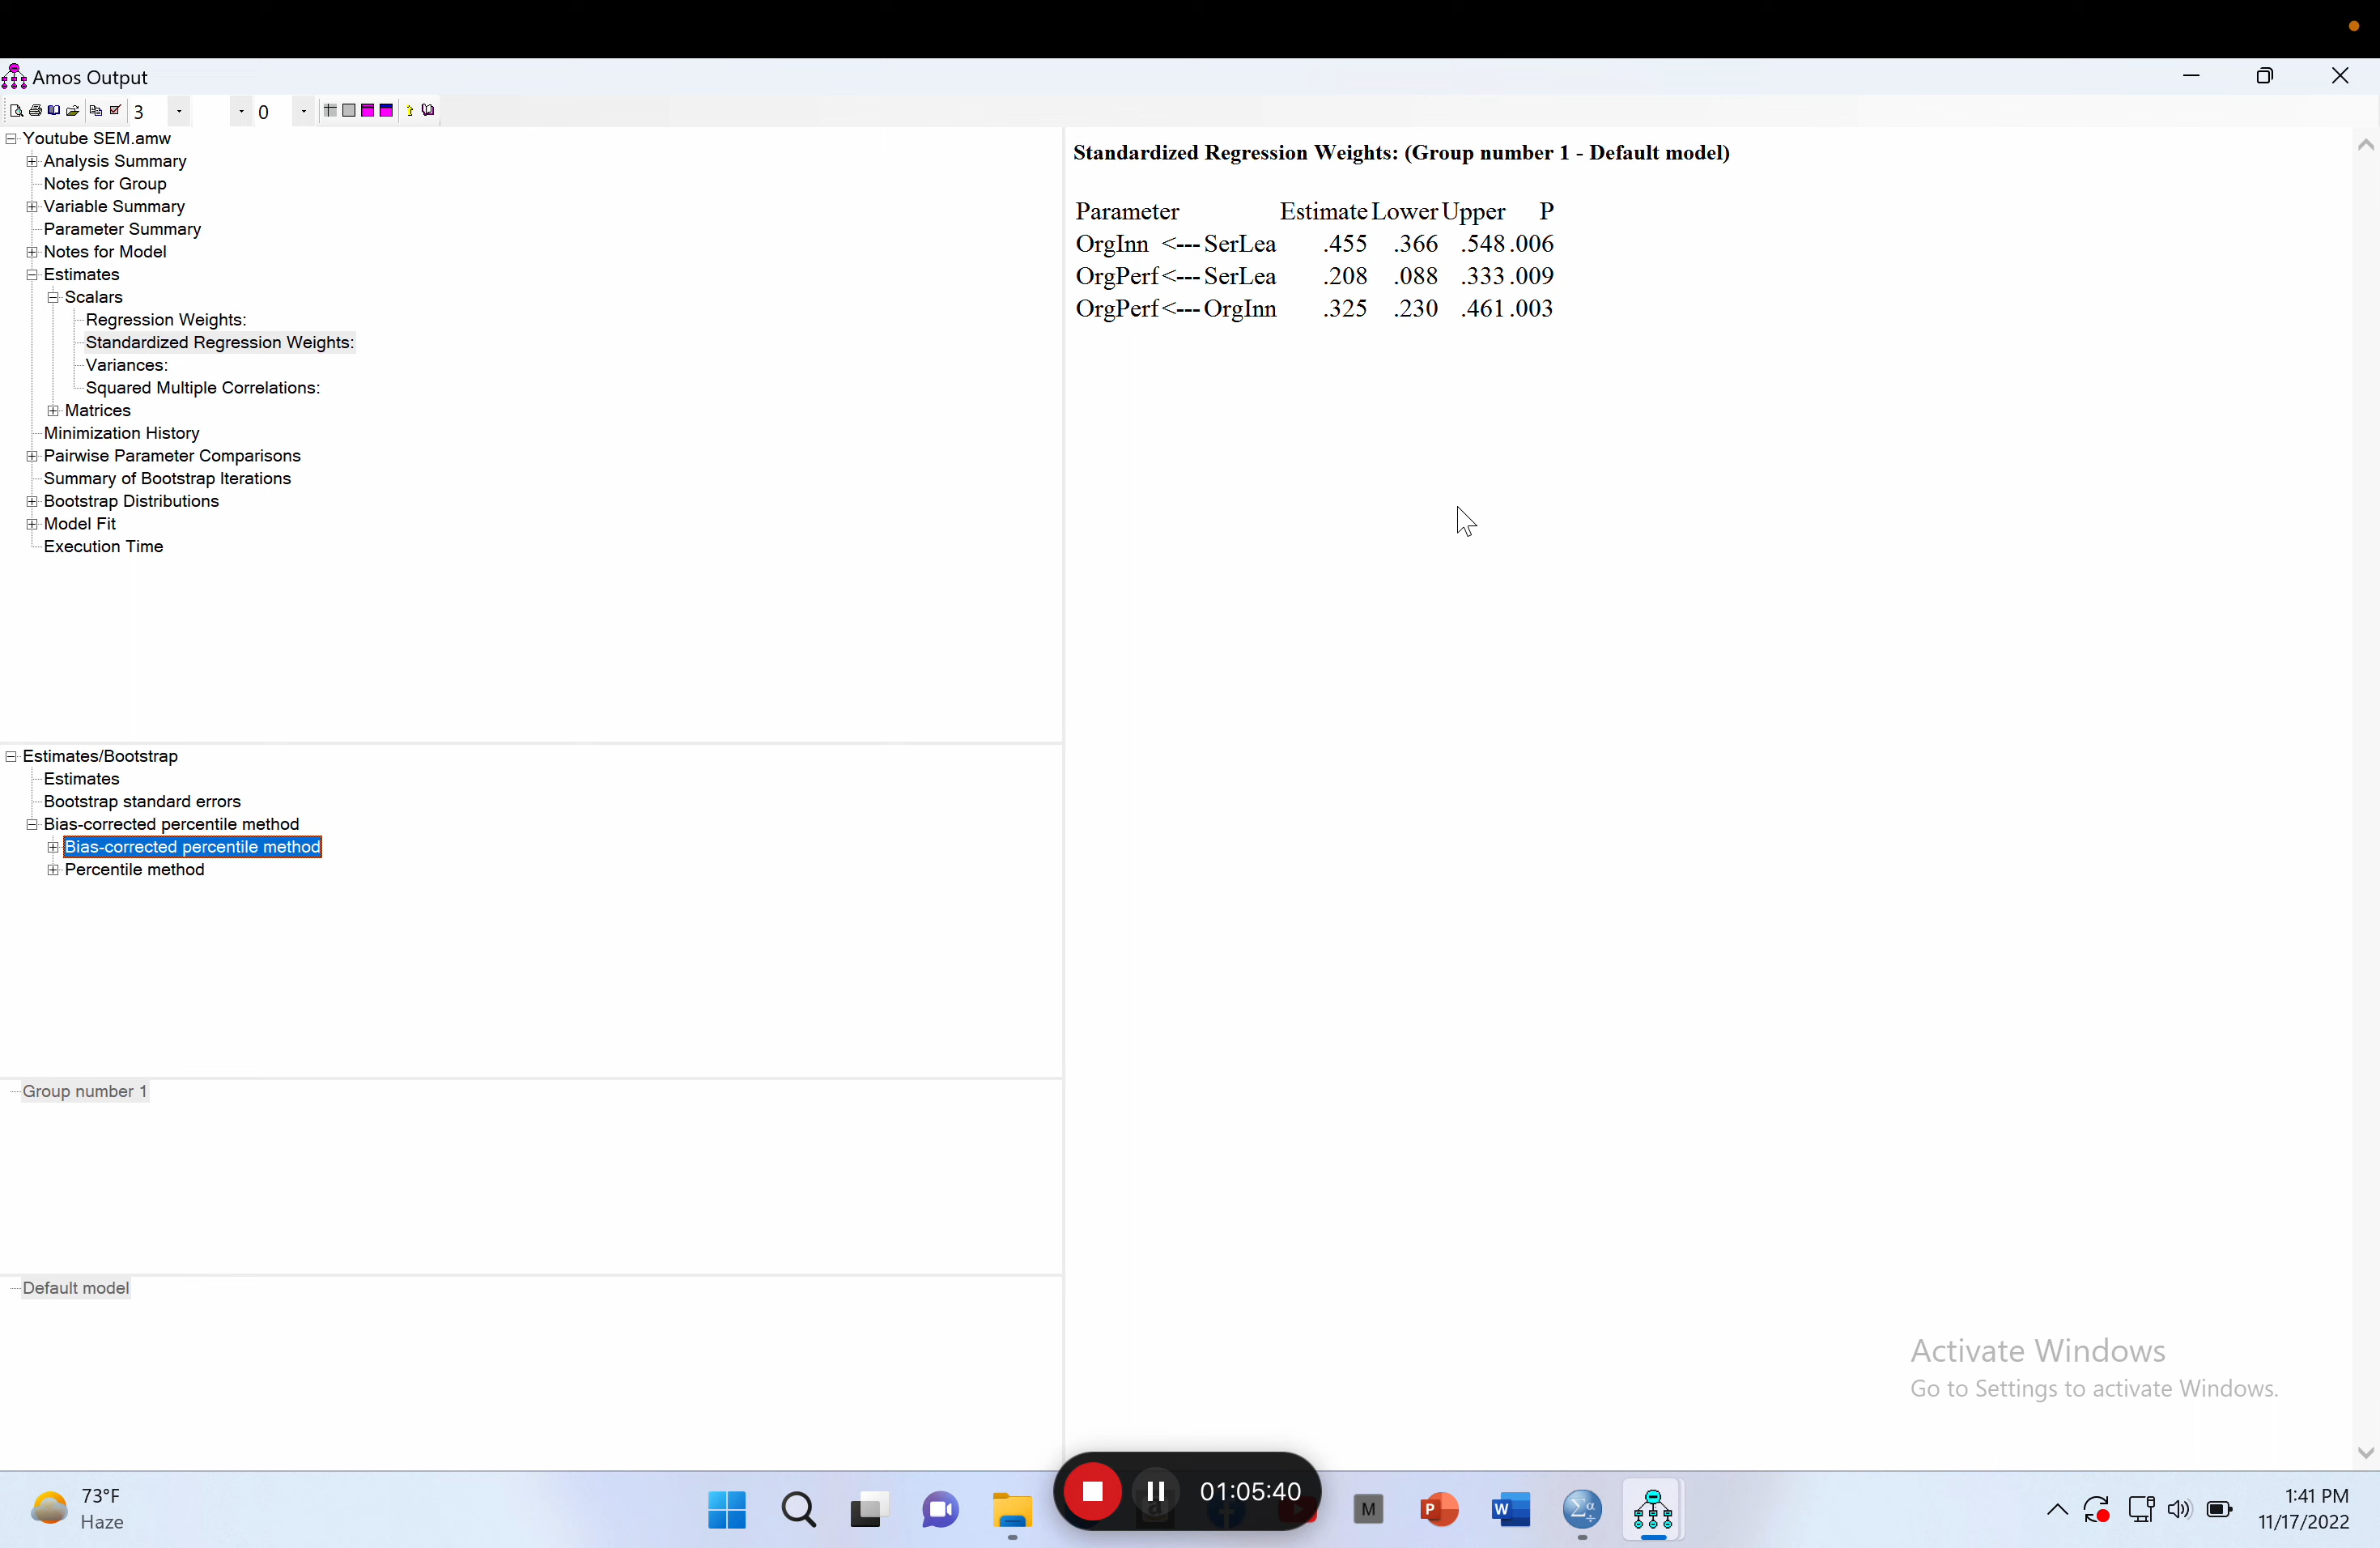 Amos Output
3
0
Youtube SEM.amw
Analysis Summary
Notes for Group
Variable Summary
Parameter Summary
Notes for Model
Estimates
Scalars
Regression Weights:
Standardized Regression Weights:
Variances:
Squared Multiple Correlations:
Matrices
Minimization History
Pairwise Parameter Comparisons
Summary of Bootstrap Iterations
Bootstrap Distributions
Model Fit
Execution Time
Estimates/Bootstrap
Estimates
Bootstrap standard errors
Bias-corrected percentile method
Bias-corrected percentile method
Percentile method
Group number 1
Default model
Standardized Regression Weights: (Group number 1 - Default model)
Parameter Estimate Lower Upper P
OrgInn <--- SerLea .455 .366 .548 .006
OrgPerf <--- SerLea .208 .088 .333 .009
OrgPerf <--- OrgInn .325 .230 .461 .003
Activate Windows
Go to Settings to activate Windows.
73°F
Haze
01:05:40
M
P
W
Σα
1:41 PM
11/17/2022